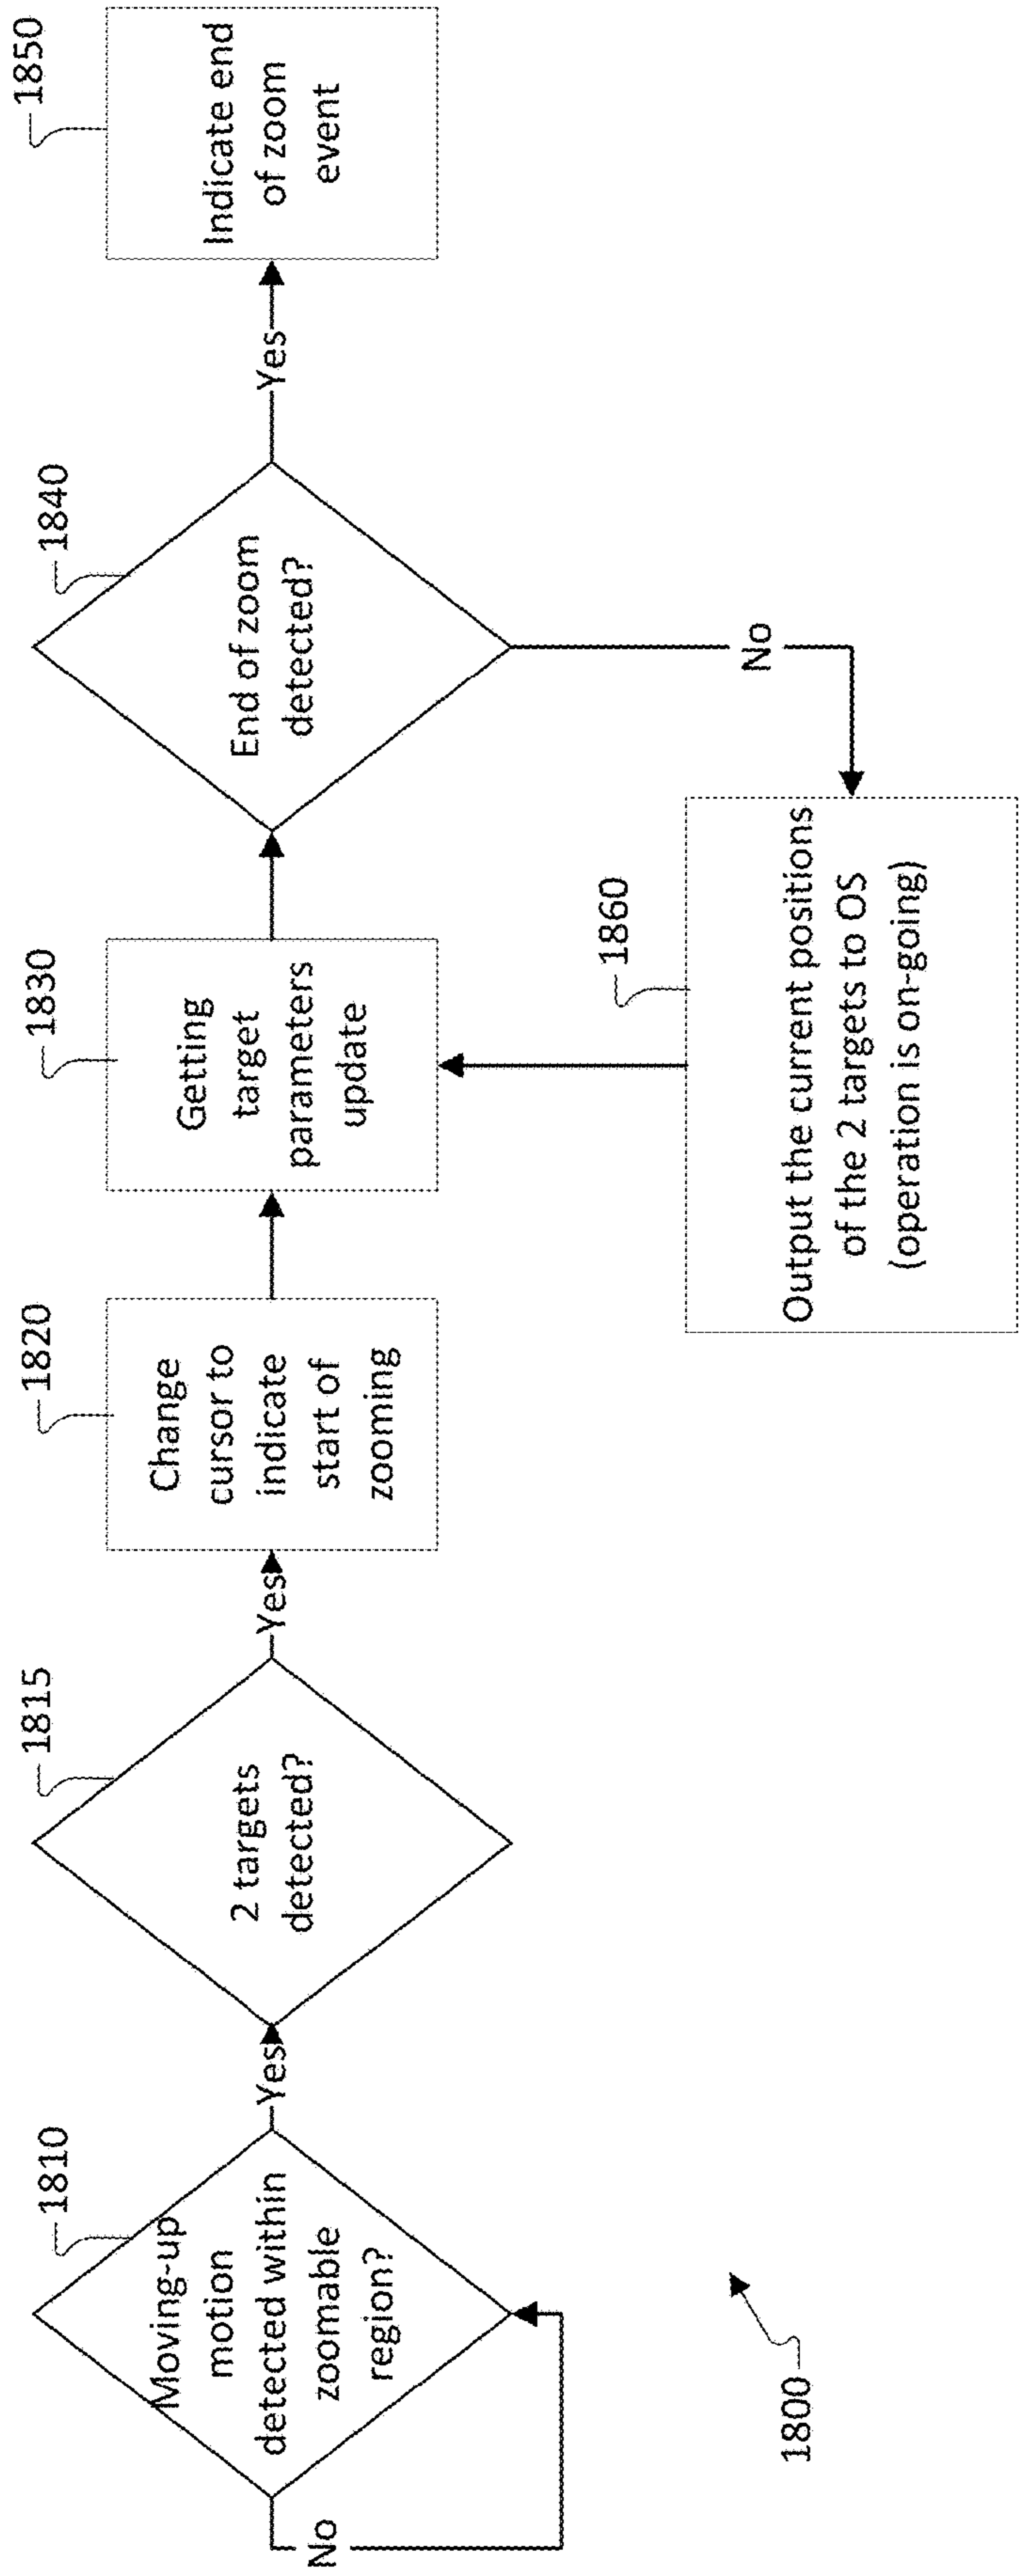 1810
Moving-up
motion
detected within
zoomable
region?
No
Yes
1815
2 targets
detected?
Yes
1820
Change
cursor to
indicate
start of
zooming
1830
Getting
target
parameters
update
1840
End of zoom
detected?
Yes
1850
Indicate end
of zoom
event
No
1860
Output the current positions
of the 2 targets to OS
(operation is on-going)
1800